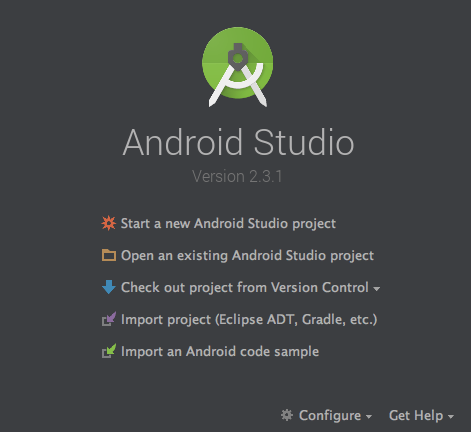 Android Studio
Version 2.3.1
Start a new Android Studio project
Open an existing Android Studio project
Check out project from Version Control
Import project (Eclipse ADT, Gradle, etc.)
Import an Android code sample
Configure Get Help